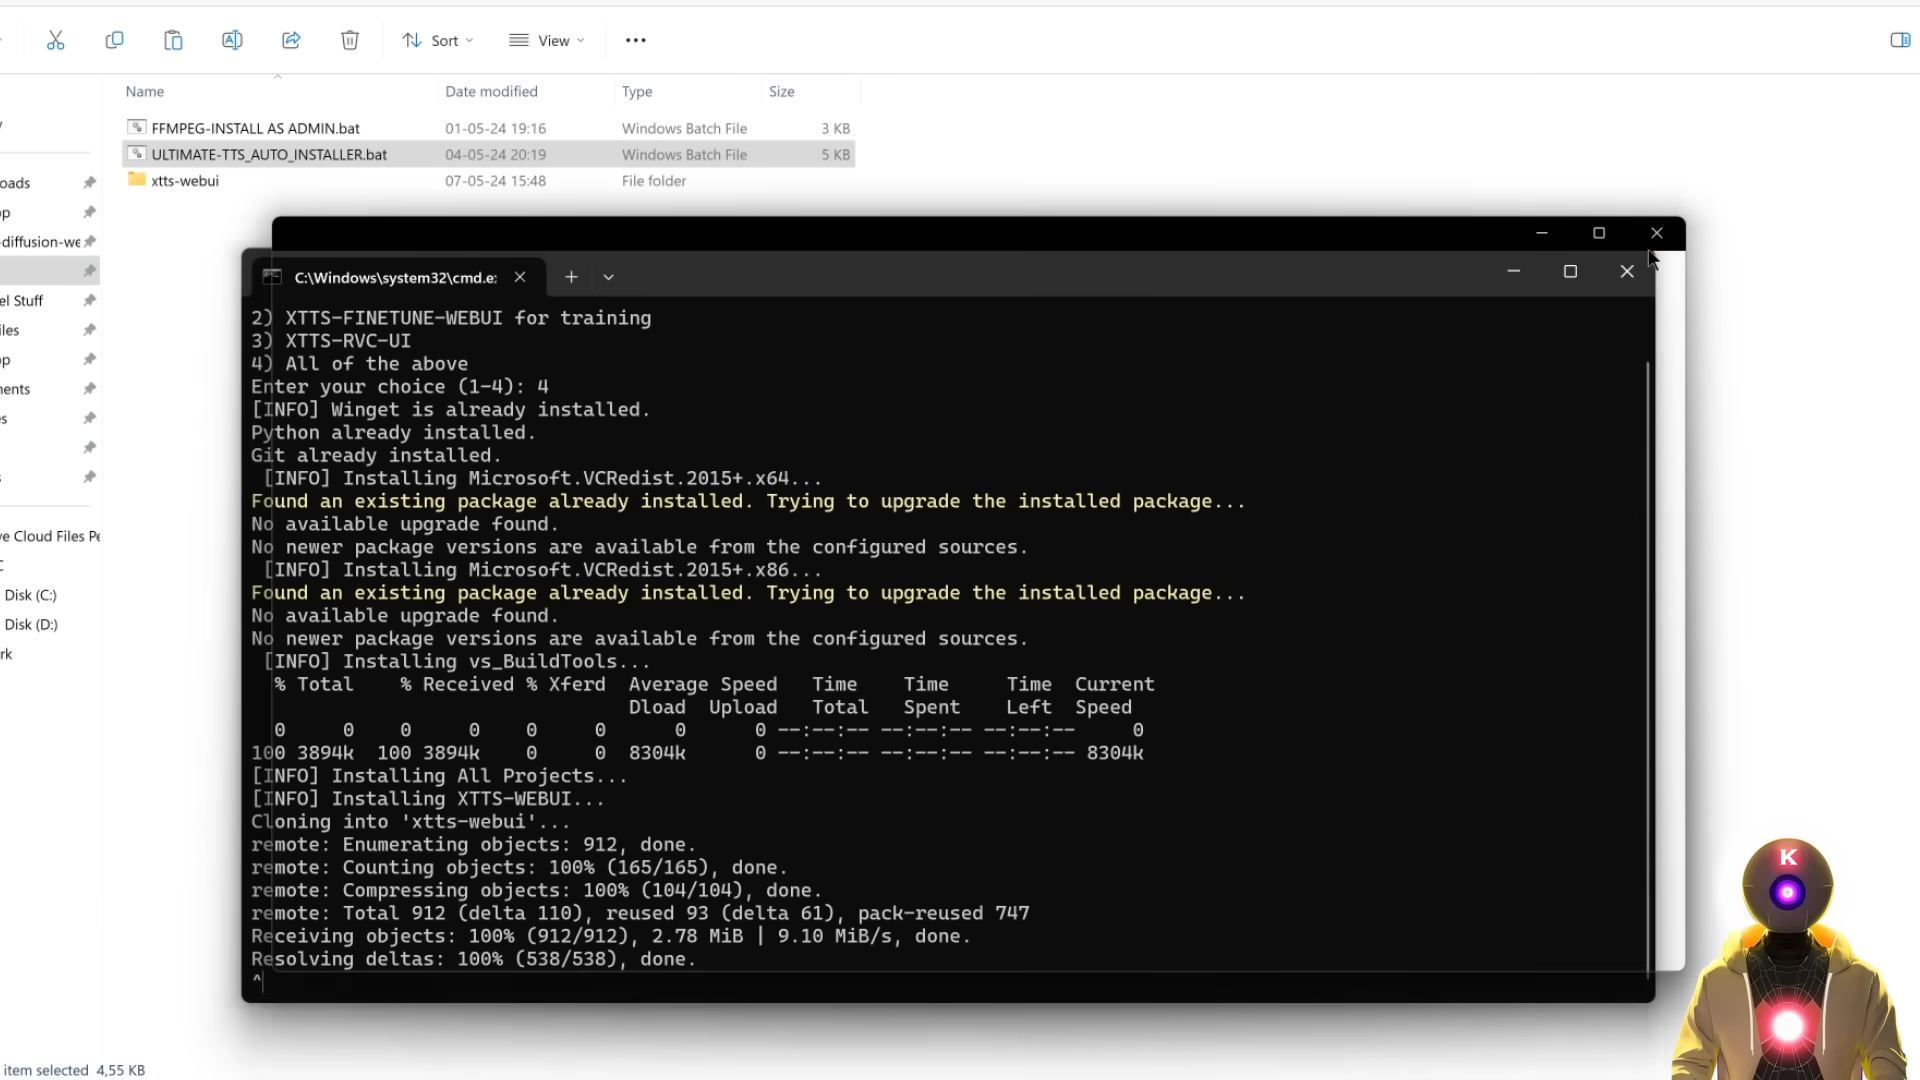 Sort
View
Name Date modified Type Size
FFMPEG-INSTALL AS ADMIN.bat 01-05-24 19:16 Windows Batch File 3 KB
ULTIMATE-TTS_AUTO_INSTALLER.bat 04-05-24 20:19 Windows Batch File 5 KB
xtts-webui 07-05-24 15:48 File folder
oads
op
-diffusion-we
el Stuff
iles
op
nents
es
s
ve Cloud Files Pe
C
Disk (C:)
Disk (D:)
rk
C:\Windows\system32\cmd.e
2) XTTS-FINETUNE-WEBUI for training
3) XTTS-RVC-UI
4) All of the above
Enter your choice (1-4): 4
[INFO] Winget is already installed.
Python already installed.
Git already installed.
[INFO] Installing Microsoft.VCRedist.2015+.x64...
Found an existing package already installed. Trying to upgrade the installed package...
No available upgrade found.
No newer package versions are available from the configured sources.
[INFO] Installing Microsoft.VCRedist.2015+.x86...
Found an existing package already installed. Trying to upgrade the installed package...
No available upgrade found.
No newer package versions are available from the configured sources.
[INFO] Installing vs_BuildTools...
% Total % Received % Xferd Average Speed Time Time Time Current
Dload Upload Total Spent Left Speed
0 0 0 0 0 0 0 0 --:--:-- --:--:-- --:--:-- 0
100 3894k 100 3894k 0 0 8304k 0 --:--:-- --:--:-- --:--:-- 8304k
[INFO] Installing All Projects...
[INFO] Installing XTTS-WEBUI...
Cloning into 'xtts-webui'...
remote: Enumerating objects: 912, done.
remote: Counting objects: 100% (165/165), done.
remote: Compressing objects: 100% (104/104), done.
remote: Total 912 (delta 110), reused 93 (delta 61), pack-reused 747
Receiving objects: 100% (912/912), 2.78 MiB | 9.10 MiB/s, done.
Resolving deltas: 100% (538/538), done.
^
K
item selected 4,55 KB